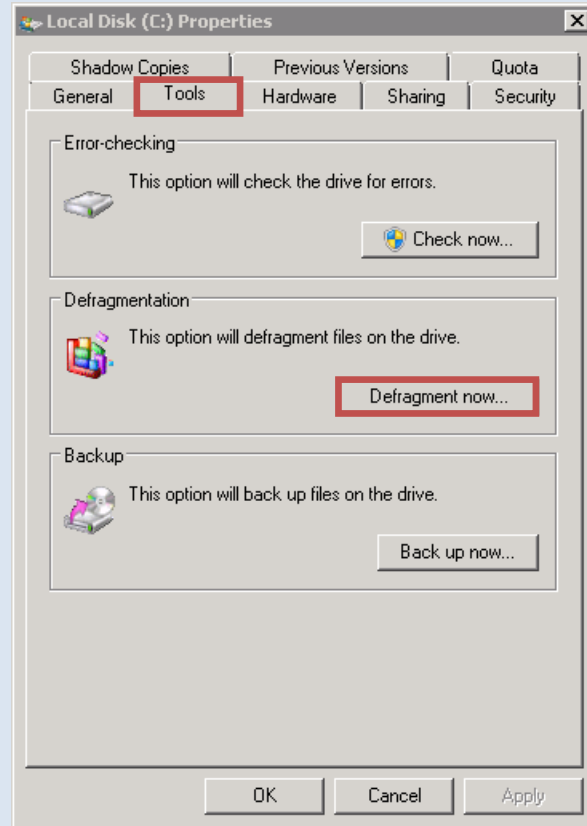 Local Disk (C:) Properties
Shadow Copies Previous Versions Quota
General Tools Hardware Sharing Security
Error-checking
This option will check the drive for errors.
Check now...
Defragmentation
This option will defragment files on the drive.
Defragment now...
Backup
This option will back up files on the drive.
Back up now...
OK Cancel Apply